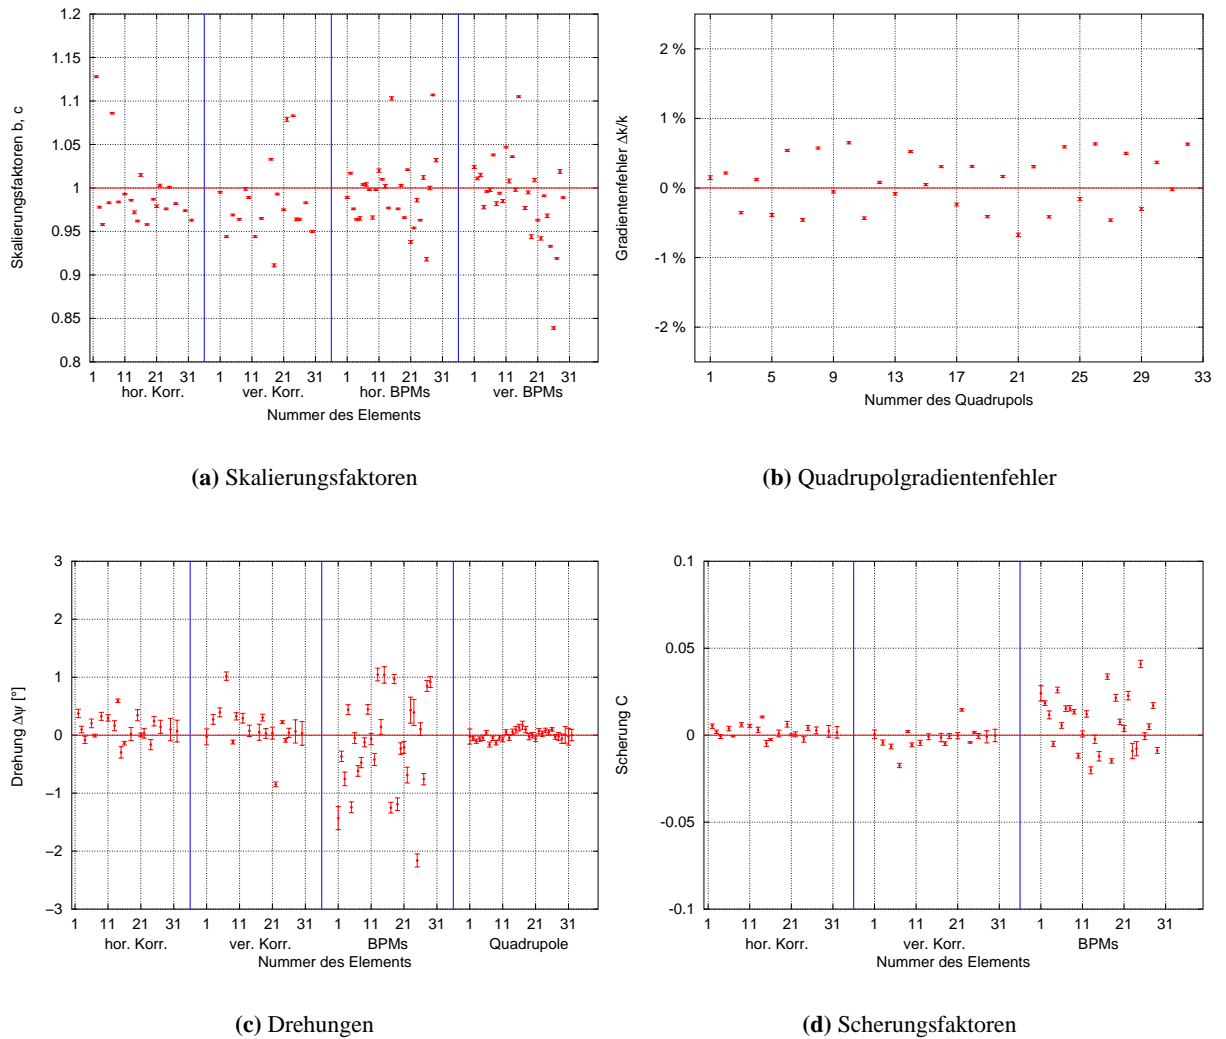 1.2
1.15
1.1
1.05
1
0.95
0.9
0.85
0.8
Skalierungsfaktoren b, c
1 11 21 31 1 11 21 31 1 11 21 31 1 11 21 31
hor. Korr. ver. Korr. hor. BPMs ver. BPMs
Nummer des Elements
(a) Skalierungsfaktoren
2 %
1 %
0 %
-1 %
-2 %
Gradientenfehler Δk/k
1 5 9 13 17 21 25 29 33
Nummer des Quadrupols
(b) Quadrupolgradientenfehler
3
2
1
0
−1
−2
−3
Drehung Δψ [°]
1 11 21 31 1 11 21 31 1 11 21 31 1 11 21 31
hor. Korr. ver. Korr. BPMs Quadrupole
Nummer des Elements
(c) Drehungen
0.1
0.05
0
-0.05
-0.1
Scherung C
1 11 21 31 1 11 21 31 1 11 21 31
hor. Korr. ver. Korr. BPMs
Nummer des Elements
(d) Scherungsfaktoren